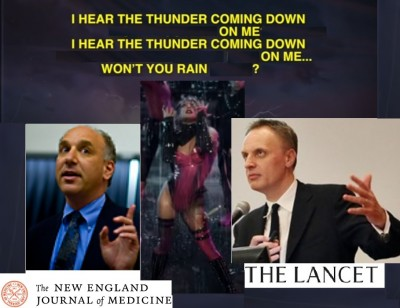 I HEAR THE THUNDER COMING DOWN
ON ME
I HEAR THE THUNDER COMING DOWN
ON ME...
WON'T YOU RAIN ?
The NEW ENGLAND
JOURNAL of MEDICINE
THE LANCET